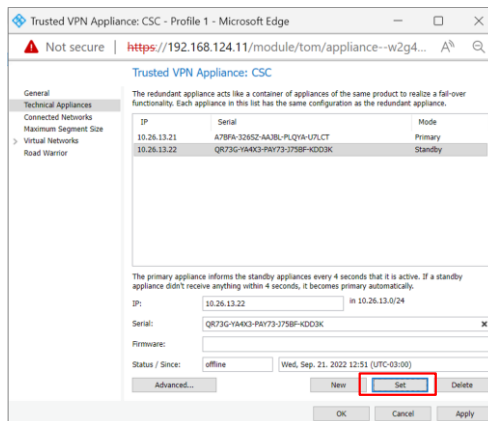 Trusted VPN Appliance: CSC - Profile 1 - Microsoft Edge
Not secure | https://192.168.124.11/module/tom/appliance--w2g4...
Trusted VPN Appliance: CSC
General
Technical Appliances
Connected Networks
Maximum Segment Size
Virtual Networks
Road Warrior
The redundant appliance acts like a container of appliances of the same product to realize a fail-over
functionality. Each appliance in this list has the same configuration as the redundant appliance.
IP Serial Mode
10.26.13.21 A7BFA-3265Z-AAJBL-PLQYA-U7LCT Primary
10.26.13.22 QR73G-YA4X3-PAY73-J75BF-KDD3K Standby
The primary appliance informs the standby appliances every 4 seconds that it is active. If a standby
appliance didn't receive anything within 4 seconds, it becomes primary automatically.
IP: 10.26.13.22 in 10.26.13.0/24
Serial: QR73G-YA4X3-PAY73-J75BF-KDD3K
Firmware:
Status / Since: offline Wed, Sep. 21. 2022 12:51 (UTC-03:00)
Advanced... New Set Delete
OK Cancel Apply